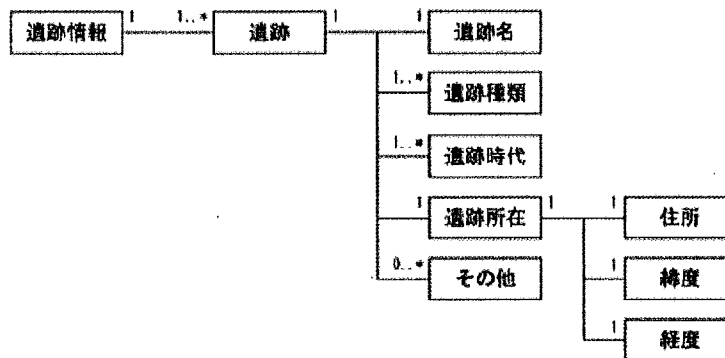 遺跡情報 1 1..* 遺跡 1 1 遺跡名
1..* 遺跡種類
1..* 遺跡時代
1 遺跡所在 1 1 住所
0..* その他 1 緯度
1 経度